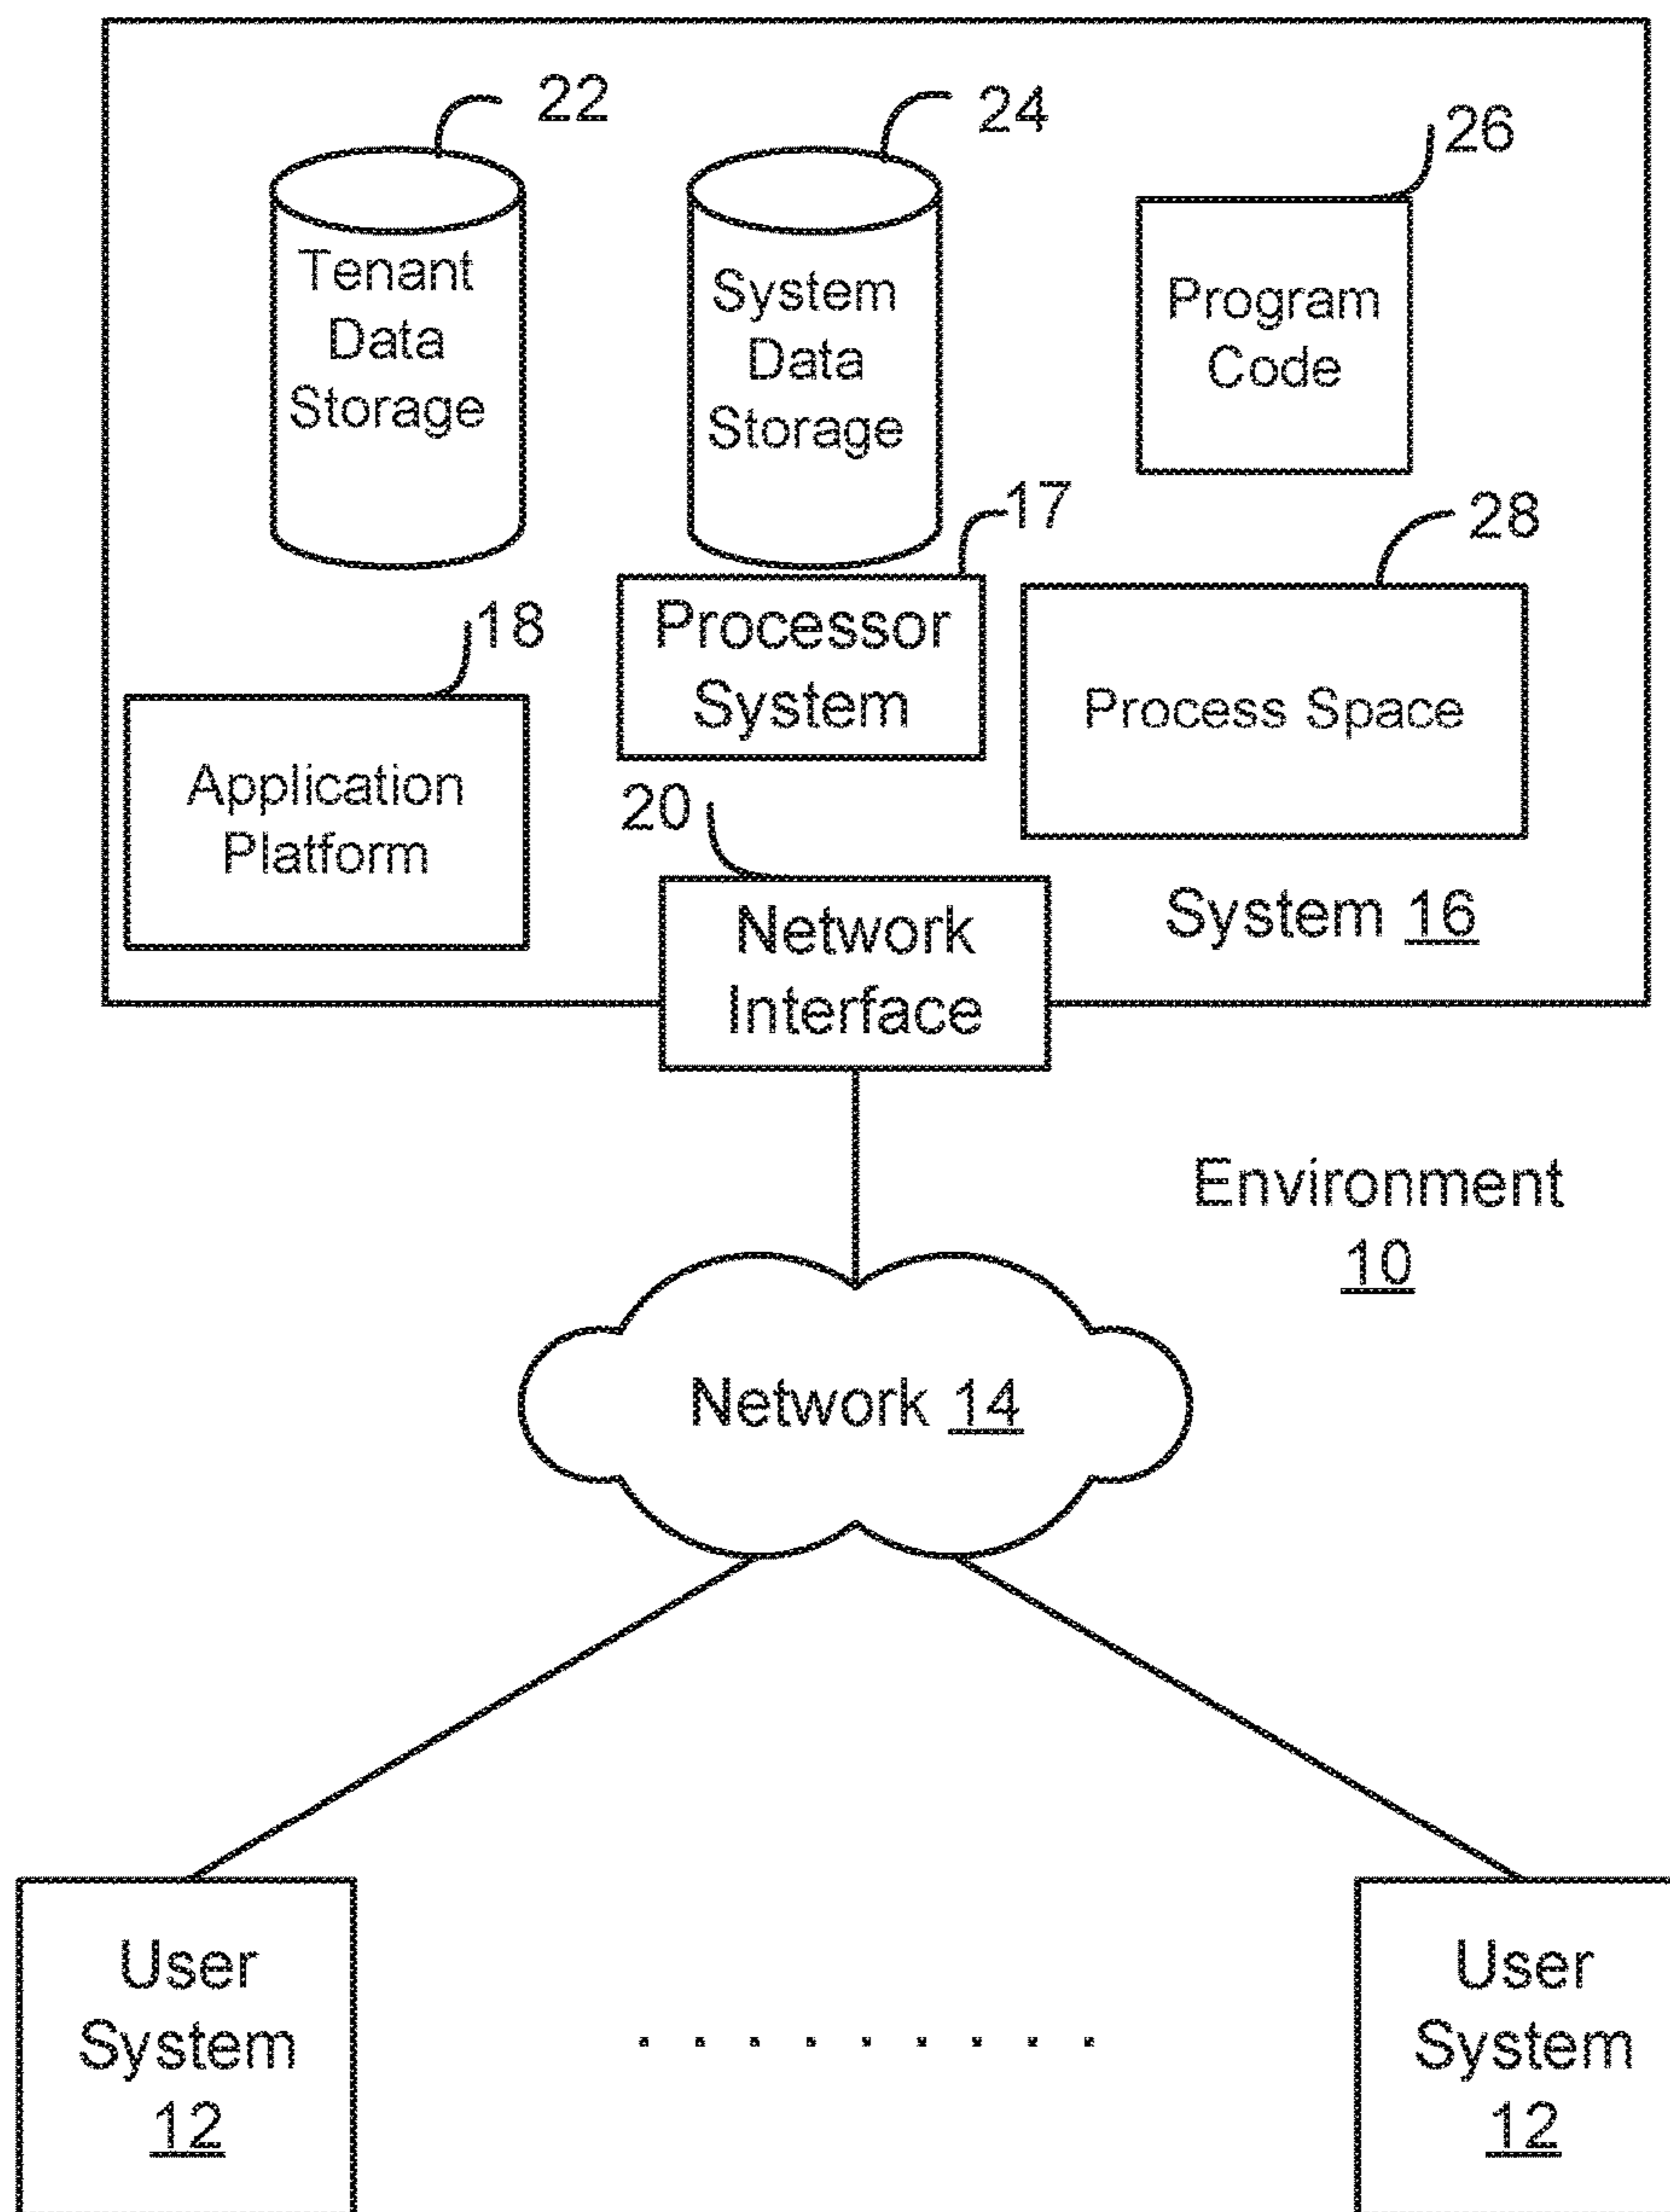 22
24
26
Tenant
Data
Storage
System
Data
Storage
Program
Code
17
28
18
Processor
System
Process Space
Application
Platform
20
Network
Interface
System 16
Environment
10
Network 14
User
System
12
User
System
12